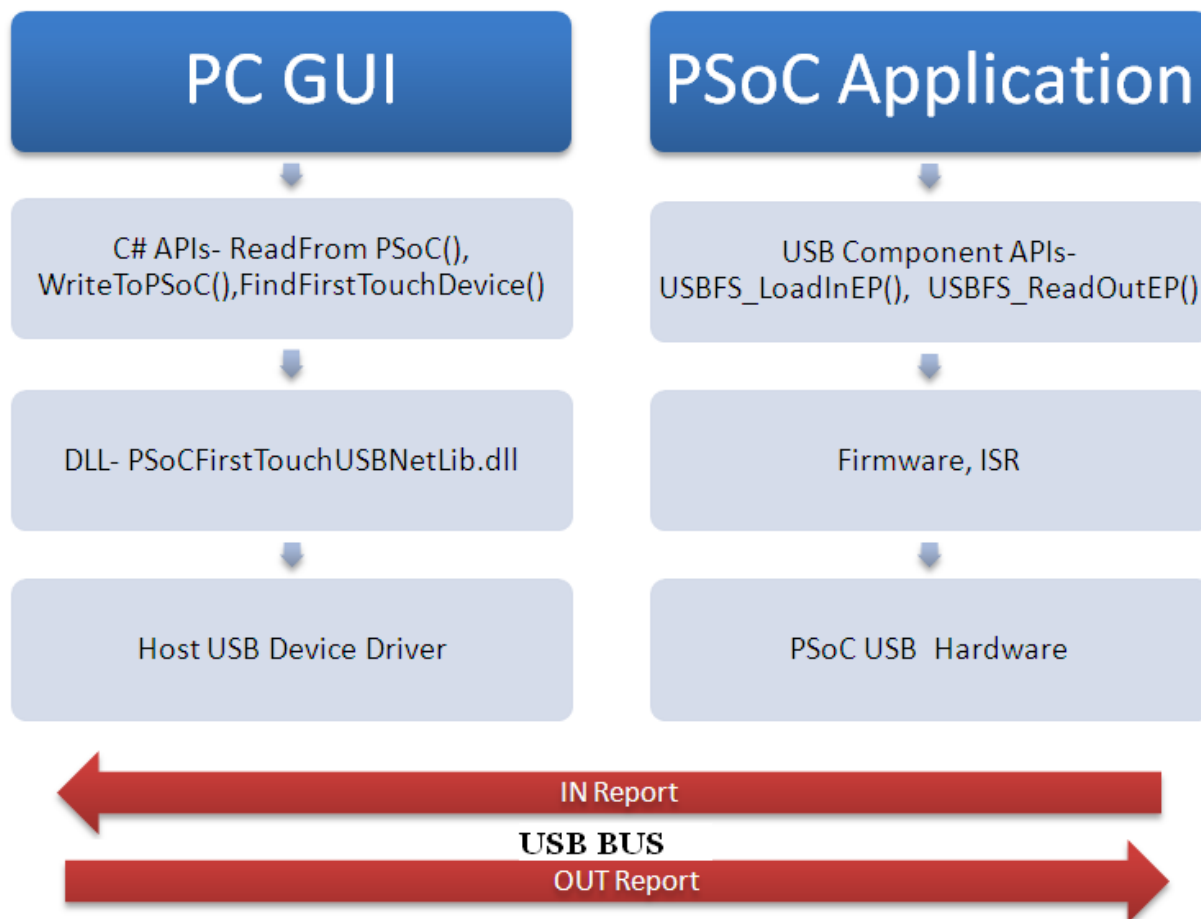 PC GUI
C# APIs- ReadFrom PSoC(),
WriteToPSoC(),FindFirstTouchDevice()
DLL- PSoCFirstTouchUSBNetLib.dll
Host USB Device Driver
PSoC Application
USB Component APIs-
USBFS_LoadInEP(),  USBFS_ReadOutEP()
Firmware, ISR
PSoC USB  Hardware
IN Report
USB BUS
OUT Report